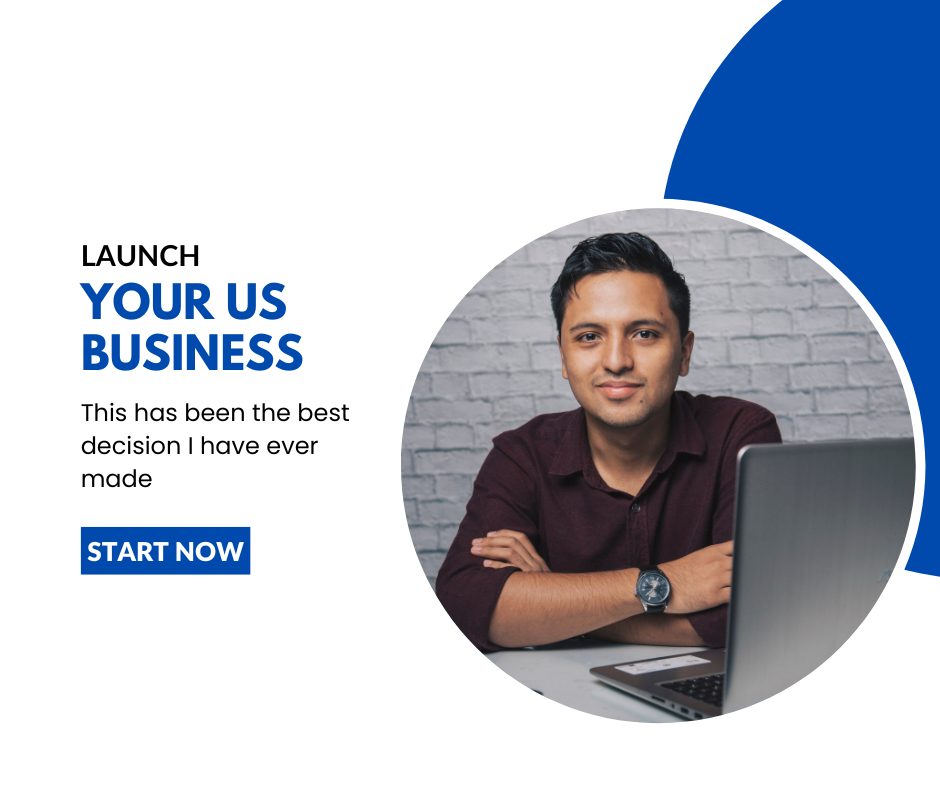 LAUNCH
YOUR US
BUSINESS
This has been the best
decision I have ever
made
START NOW